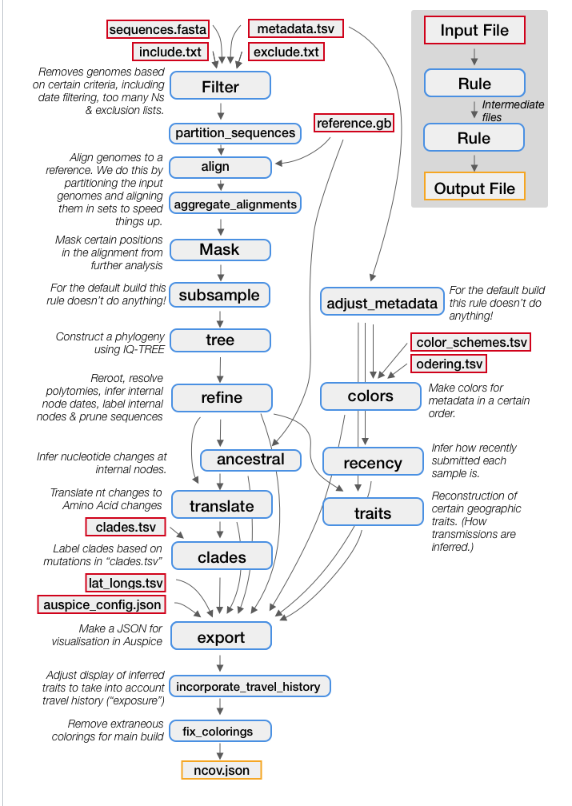 sequences.fasta
metadata.tsv
include.txt
exclude.txt
Removes genomes based
on certain criteria, including
date filtering, too many Ns
& exclusion lists.
Filter
partition_sequences
reference.gb
Align genomes to a
reference. We do this by
partitioning the input
genomes and aligning
them in sets to speed
things up.
align
aggregate_alignments
Mask certain positions
in the alignment from
further analysis
Mask
For the default build this
rule doesn't do anything!
subsample
adjust_metadata
For the default build
this rule doesn't do
anything!
Construct a phylogeny
using IQ-TREE
tree
color_schemes.tsv
odering.tsv
Reroot, resolve
polytomies, infer internal
node dates, label internal
nodes & prune sequences
refine
colors
Make colors for
metadata in a certain
order.
Infer nucleotide changes at
internal nodes.
ancestral
recency
Infer how recently
submitted each
sample is.
Translate nt changes to
Amino Acid changes
translate
traits
Reconstruction of
certain geographic
traits. (How
transmissions are
inferred.)
clades.tsv
Label clades based on
mutations in “clades.tsv”
clades
lat_longs.tsv
auspice_config.json
Make a JSON for
visualisation in Auspice
export
Adjust display of inferred
traits to take into account
travel history (“exposure”)
incorporate_travel_history
Remove extraneous
colorings for main build
fix_colorings
ncov.json
Input File
Rule
Intermediate
files
Rule
Output File